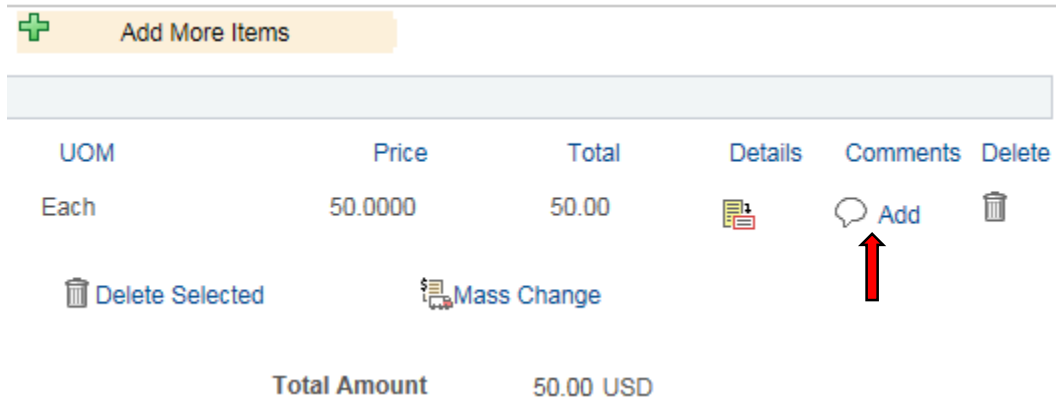 Add More Items
UOM Price Total Details Comments Delete
Each 50.0000 50.00 Add
Delete Selected Mass Change
Total Amount 50.00 USD